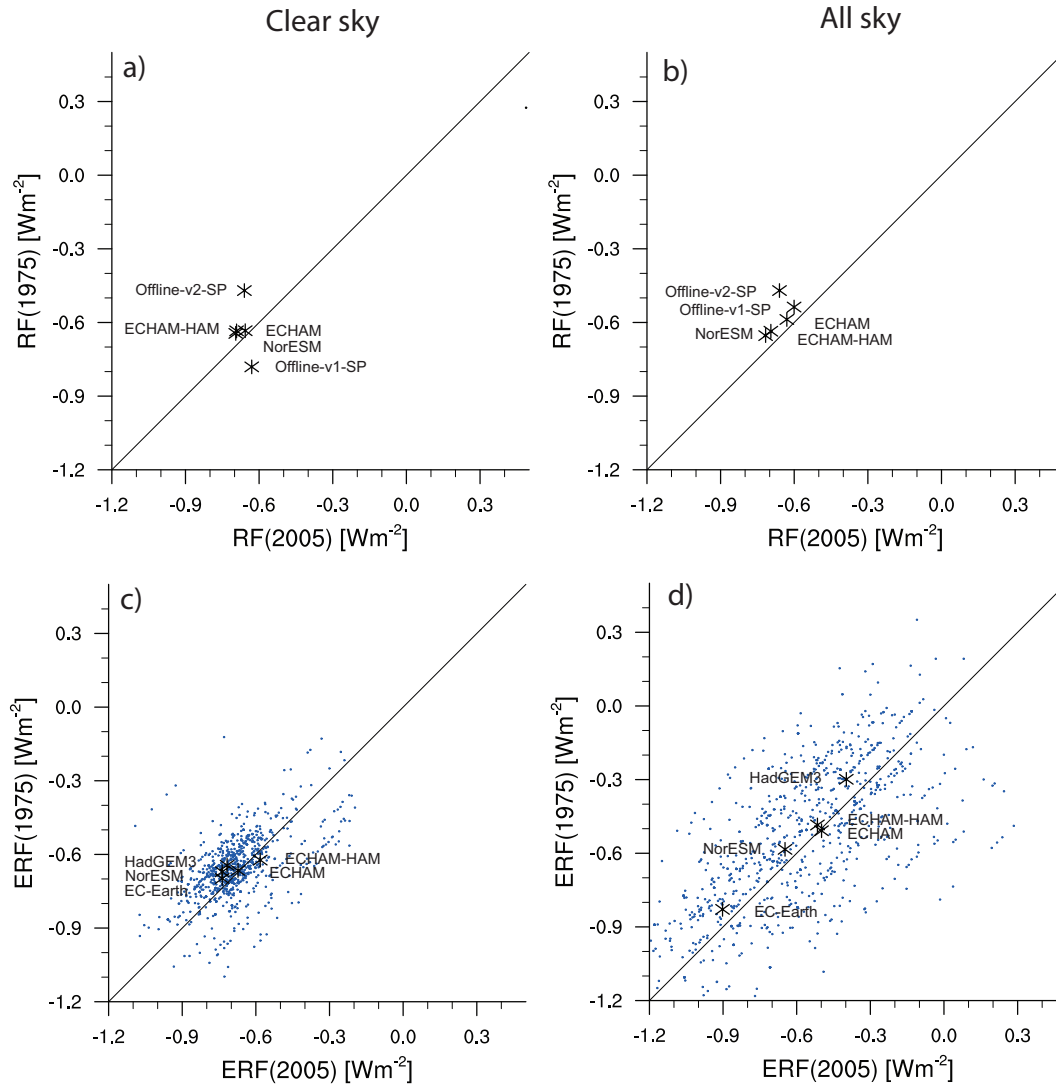 Clear sky
All sky
a)
0.3
0.0
-0.3
-0.6
-0.9
-1.2
RF(1975) [Wm⁻²]
Offline-v2-SP
ECHAM-HAM
ECHAM
NorESM
Offline-v1-SP
-1.2 -0.9 -0.6 -0.3 0.0 0.3
RF(2005) [Wm⁻²]
b)
0.3
0.0
-0.3
-0.6
-0.9
-1.2
RF(1975) [Wm⁻²]
Offline-v2-SP
Offline-v1-SP
ECHAM
NorESM
ECHAM-HAM
-1.2 -0.9 -0.6 -0.3 0.0 0.3
RF(2005) [Wm⁻²]
c)
0.3
0.0
-0.3
-0.6
-0.9
-1.2
ERF(1975) [Wm⁻²]
HadGEM3
NorESM
EC-Earth
ECHAM-HAM
ECHAM
-1.2 -0.9 -0.6 -0.3 0.0 0.3
ERF(2005) [Wm⁻²]
d)
0.3
0.0
-0.3
-0.6
-0.9
-1.2
ERF(1975) [Wm⁻²]
HadGEM3
ECHAM-HAM
ECHAM
NorESM
EC-Earth
-1.2 -0.9 -0.6 -0.3 0.0 0.3
ERF(2005) [Wm⁻²]